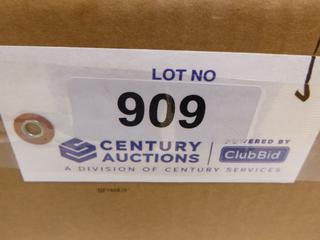 LOT NO
909
CENTURY
AUCTIONS
POWERED BY
ClubBid
A DIVISION OF CENTURY SERVICES